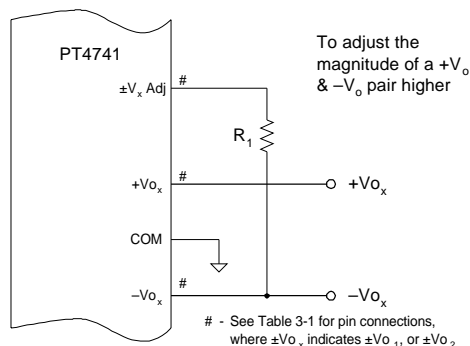 PT4741
To adjust the
magnitude of a +Vo
& –Vo pair higher
#
±Vx Adj
R1
#
+Vox
+Vox
COM
#
–Vox
–Vox
# - See Table 3-1 for pin connections,
where ±Vox indicates ±Vo1, or ±Vo2